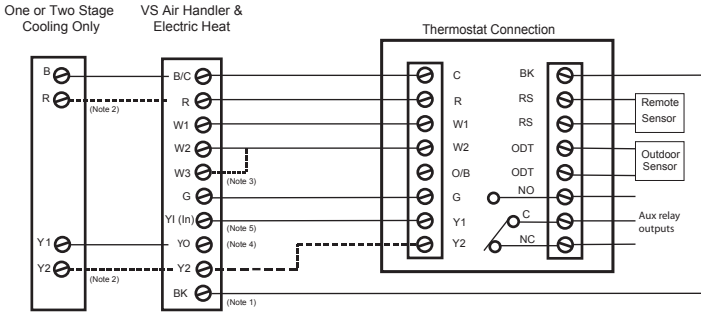 One or Two Stage
Cooling Only
VS Air Handler &
Electric Heat
Thermostat Connection
B
B/C
C
BK
R
(Note 2)
R
R
RS
Remote
Sensor
W1
W1
RS
W2
W2
ODT
Outdoor
Sensor
W3
(Note 3)
O/B
ODT
G
G
NO
YI (In)
(Note 5)
Y1
C
Aux relay
outputs
Y1
YO
(Note 4)
Y2
NC
Y2
(Note 2)
Y2
BK
(Note 1)